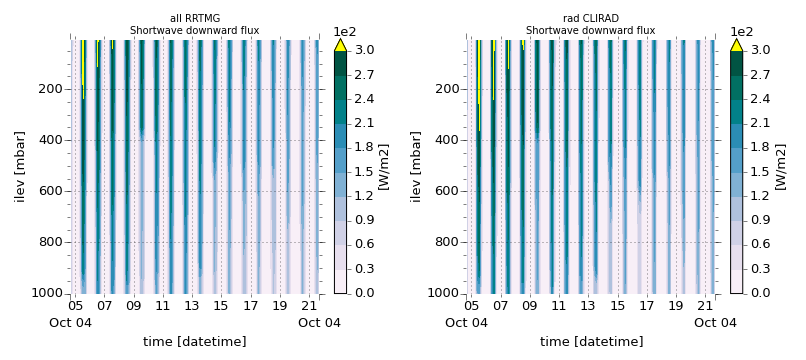 all RRTMG
Shortwave downward flux
1e2
3.0
2.7
2.4
2.1
1.8
1.5
1.2
0.9
0.6
0.3
0.0
[W/m2]
200
400
600
800
1000
ilev [mbar]
05 07 09 11 13 15 17 19 21
Oct 04 Oct 04
time [datetime]
rad CLIRAD
Shortwave downward flux
1e2
3.0
2.7
2.4
2.1
1.8
1.5
1.2
0.9
0.6
0.3
0.0
[W/m2]
200
400
600
800
1000
ilev [mbar]
05 07 09 11 13 15 17 19 21
Oct 04 Oct 04
time [datetime]